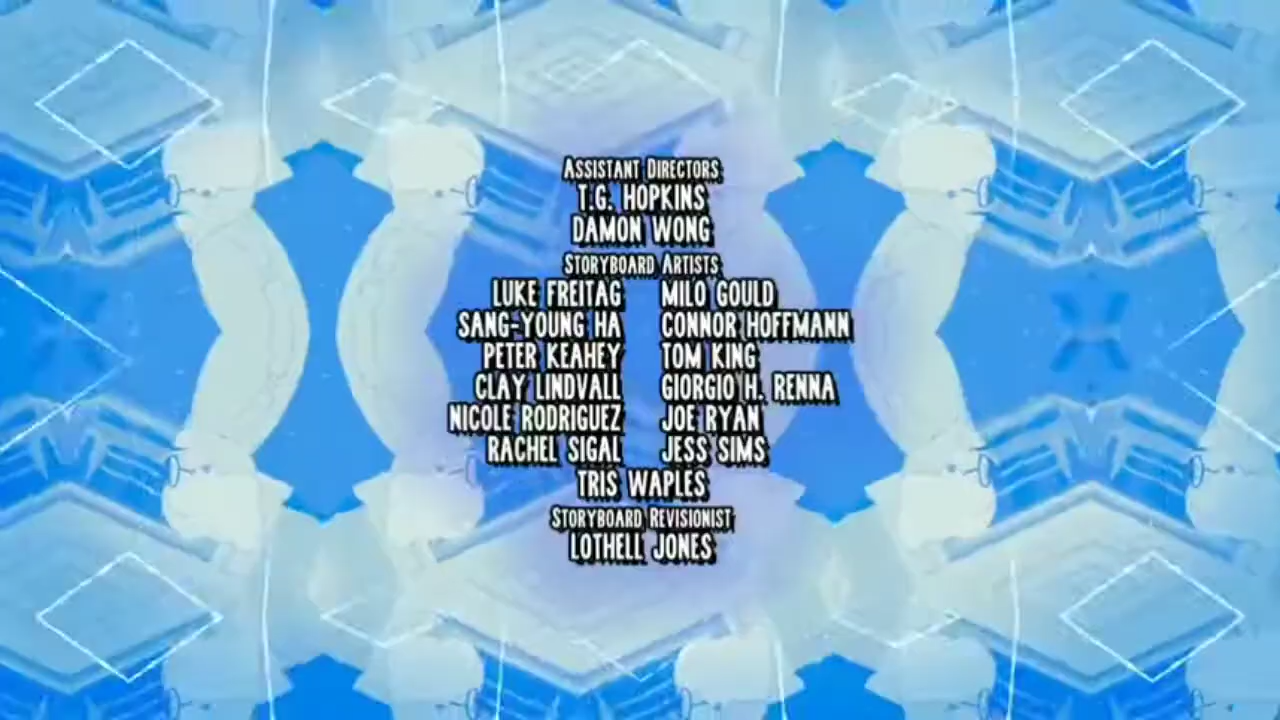 ASSISTANT DIRECTORS
T.G. HOPKINS
DAMON WONG
STORYBOARD ARTISTS
LUKE FREITAG MILO GOULD
SANG-YOUNG HA CONNOR HOFFMANN
PETER KEAHEY TOM KING
CLAY LINDVALL GIORGIO H. RENNA
NICOLE RODRIGUEZ JOE RYAN
RACHEL SIGAL JESS SIMS
TRIS WAPLES
STORYBOARD REVISIONIST
LOTHELL JONES